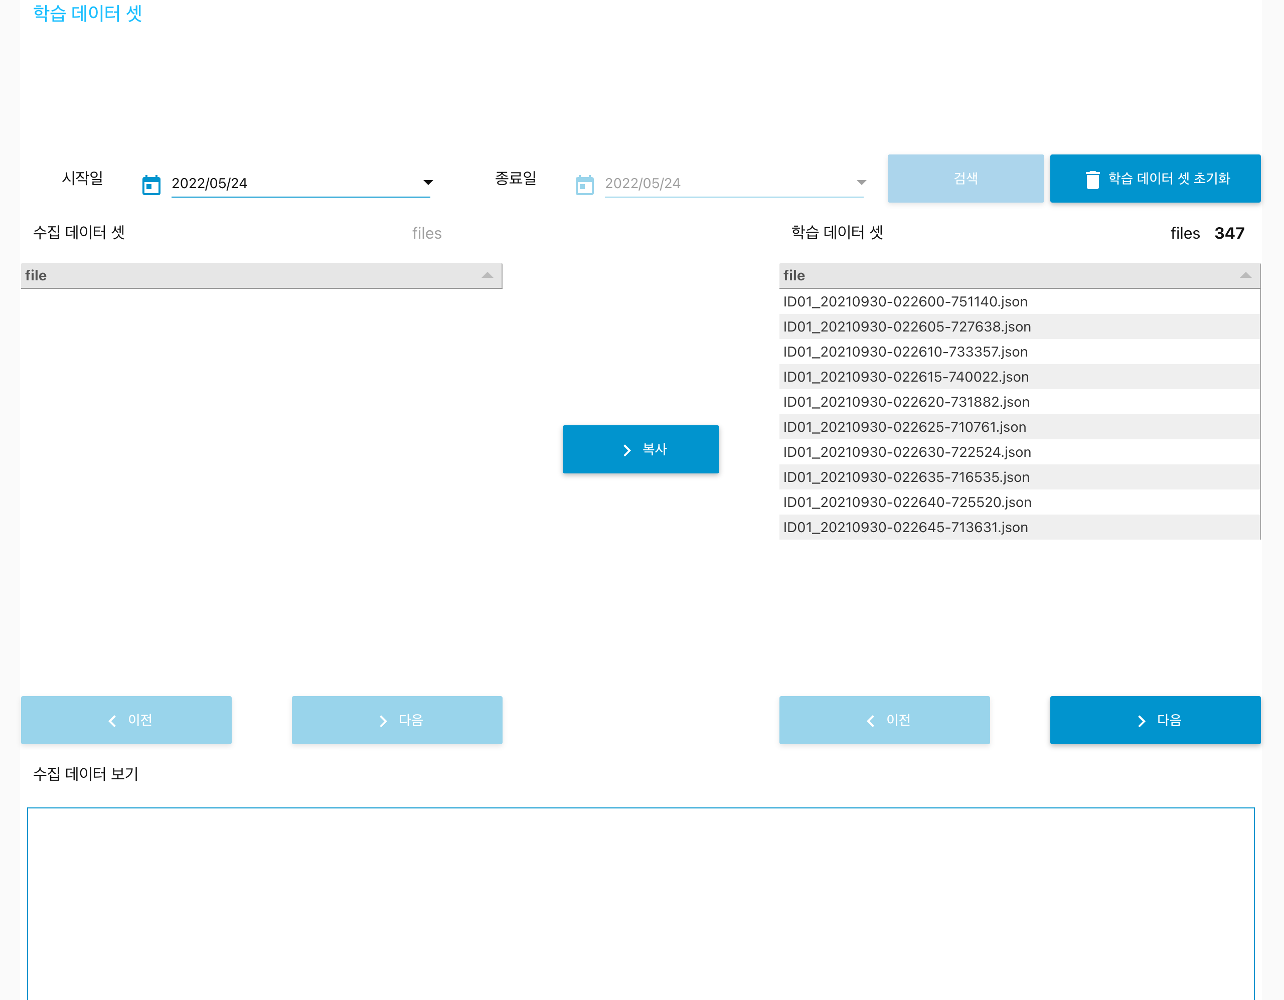 학습 데이터 셋
시작일 2022/05/24 종료일 2022/05/24 검색 학습 데이터 셋 초기화
수집 데이터 셋 files
학습 데이터 셋 files 347
file
file
ID01_20210930-022600-751140.json
ID01_20210930-022605-727638.json
ID01_20210930-022610-733357.json
ID01_20210930-022615-740022.json
ID01_20210930-022620-731882.json
ID01_20210930-022625-710761.json
ID01_20210930-022630-722524.json
ID01_20210930-022635-716535.json
ID01_20210930-022640-725520.json
ID01_20210930-022645-713631.json
복사
이전 다음
이전 다음
수집 데이터 보기